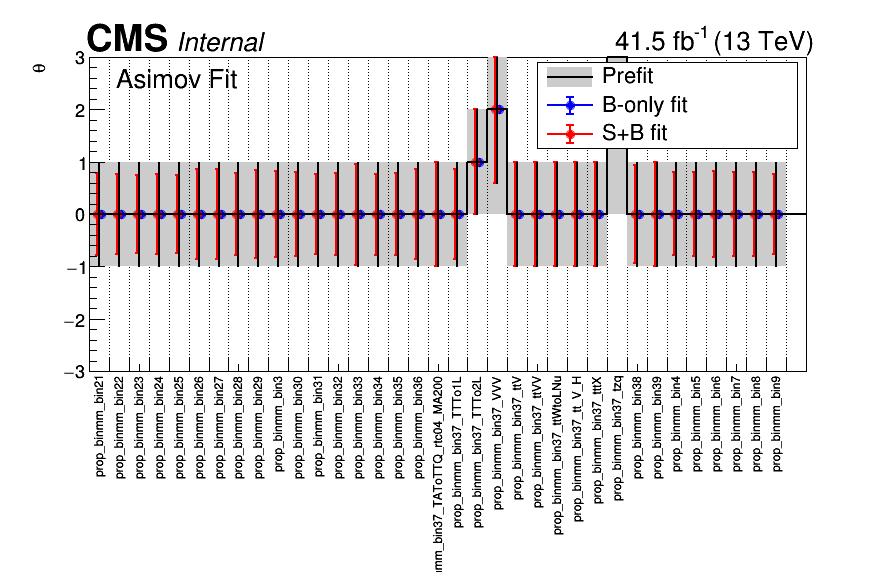 CMS Internal
41.5 fb-1 (13 TeV)
θ
Asimov Fit
Prefit
B-only fit
S+B fit
3
2
1
0
−1
−2
−3
prop_binmm_bin21
prop_binmm_bin22
prop_binmm_bin23
prop_binmm_bin24
prop_binmm_bin25
prop_binmm_bin26
prop_binmm_bin27
prop_binmm_bin28
prop_binmm_bin29
prop_binmm_bin3
prop_binmm_bin30
prop_binmm_bin31
prop_binmm_bin32
prop_binmm_bin33
prop_binmm_bin34
prop_binmm_bin35
prop_binmm_bin36
mm_bin37_TAToTTQ_rtc04_MA200
prop_binmm_bin37_TTTo1L
prop_binmm_bin37_TTTo2L
prop_binmm_bin37_VVV
prop_binmm_bin37_ttV
prop_binmm_bin37_ttVV
prop_binmm_bin37_ttWtoLNu
prop_binmm_bin37_tt_V_H
prop_binmm_bin37_tttX
prop_binmm_bin37_tzq
prop_binmm_bin38
prop_binmm_bin39
prop_binmm_bin4
prop_binmm_bin5
prop_binmm_bin6
prop_binmm_bin7
prop_binmm_bin8
prop_binmm_bin9